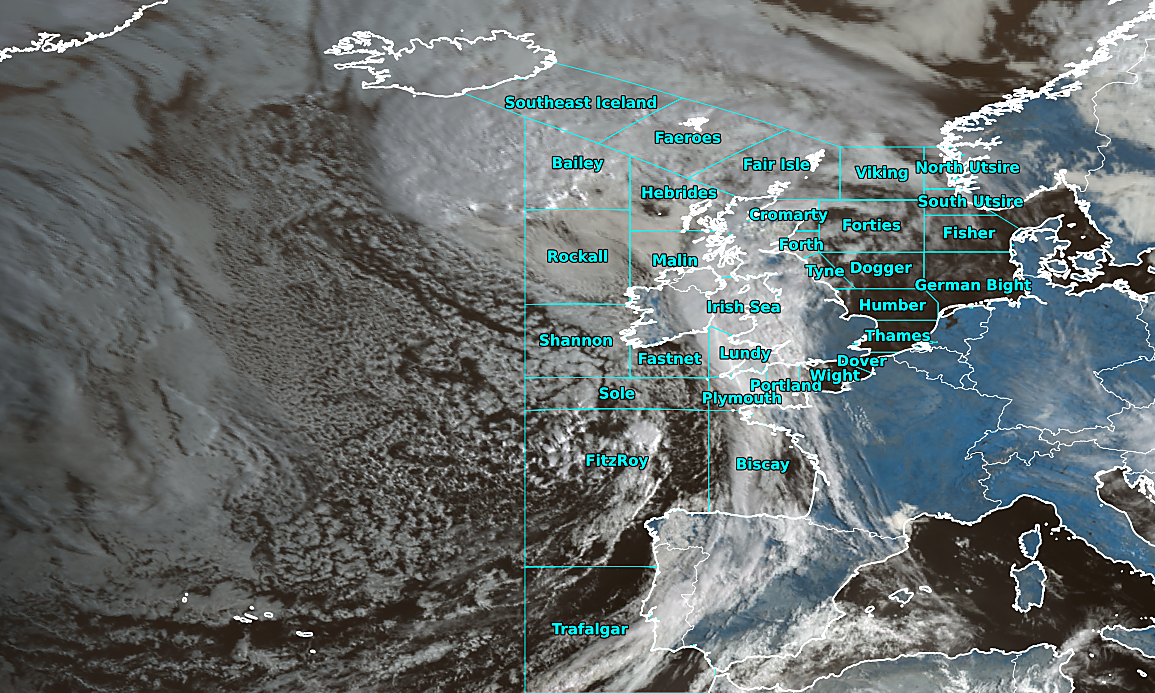 Southeast Iceland
Faeroes
Bailey
Fair Isle
Viking
North Utsire
Hebrides
South Utsire
Cromarty
Forties
Fisher
Forth
Rockall
Malin
Tyne
Dogger
German Bight
Irish Sea
Humber
Shannon
Thames
Fastnet
Lundy
Dover
Wight
Portland
Sole
Plymouth
FitzRoy
Biscay
Trafalgar